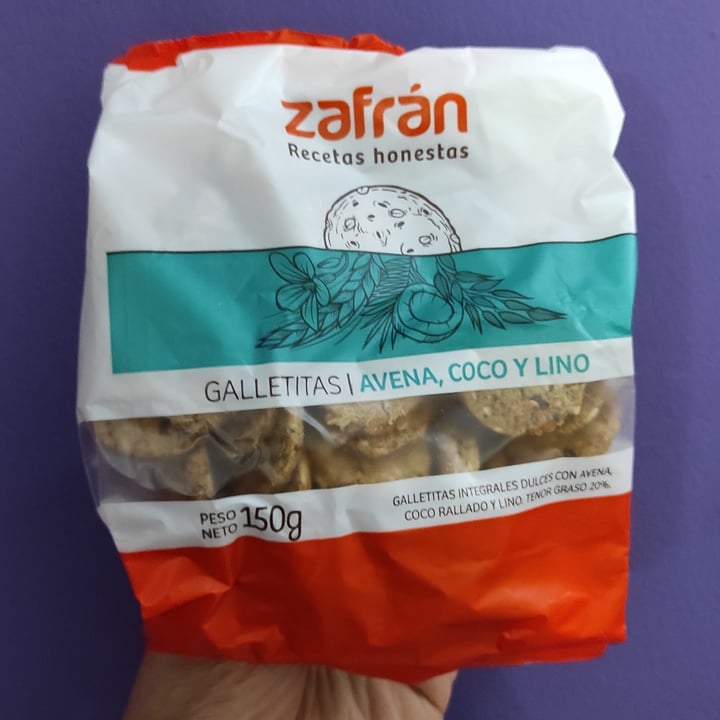 zafrán
Recetas honestas
GALLETITAS | AVENA, COCO Y LINO
PESO
NETO 150g
GALLETITAS INTEGRALES DULCES CON AVENA,
COCO RALLADO Y LINO. TENOR GRASO 20%.